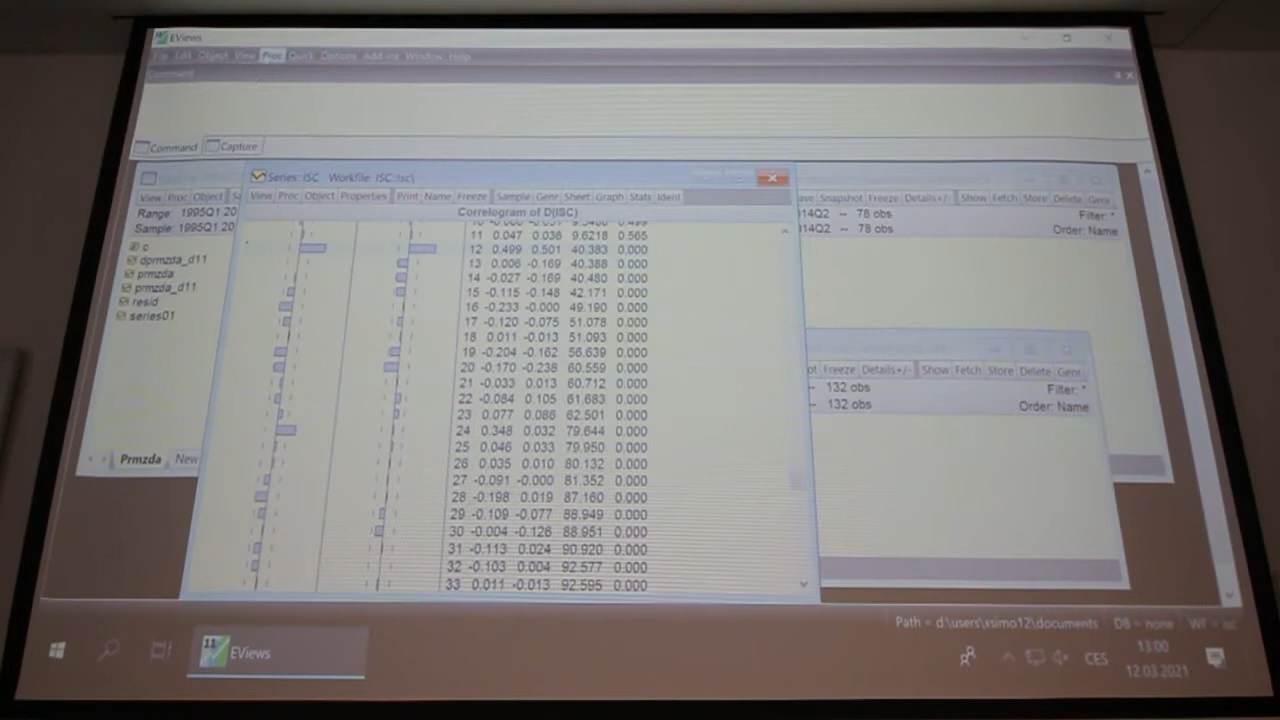 EViews
File Edit Object View Proc Quick Options Add-ins Window Help
Command
Command Capture
Series: ISC Workfile: ISC::Isc\
View Proc Object
View Proc Object Properties Print Name Freeze Sample Genr Sheet Graph Stats Ident
Snapshot Freeze Details+/- Show Fetch Store Delete Genr
Range: 1995Q1 20
14Q2 -- 78 obs
Filter: *
Sample: 1995Q1 20
14Q2 -- 78 obs
Order: Name
c
dprmzda_d11
prmzda
prmzda_d11
resid
series01
Prmzda New
Correlogram of D(ISC)
11 0.047 0.036 9.6218 0.565
12 0.499 0.501 40.383 0.000
13 0.006 -0.169 40.388 0.000
14 -0.027 -0.169 40.480 0.000
15 -0.115 -0.148 42.171 0.000
16 -0.233 -0.000 49.190 0.000
17 -0.120 -0.075 51.078 0.000
18 0.011 -0.013 51.093 0.000
19 -0.204 -0.162 56.639 0.000
20 -0.170 -0.238 60.559 0.000
21 -0.033 0.013 60.712 0.000
22 -0.084 0.105 61.683 0.000
23 0.077 0.086 62.501 0.000
24 0.348 0.032 79.644 0.000
25 0.046 0.033 79.950 0.000
26 0.035 0.010 80.132 0.000
27 -0.091 -0.000 81.352 0.000
28 -0.198 0.019 87.160 0.000
29 -0.109 -0.077 88.949 0.000
30 -0.004 -0.126 88.951 0.000
31 -0.113 0.024 90.920 0.000
32 -0.103 0.004 92.577 0.000
33 0.011 -0.013 92.595 0.000
Freeze Details+/- Show Fetch Store Delete Genr
-- 132 obs
Filter: *
-- 132 obs
Order: Name
Path = d:\users\xsimo12\documents DB = none
11 EViews
CES
13:00
12.03.2021